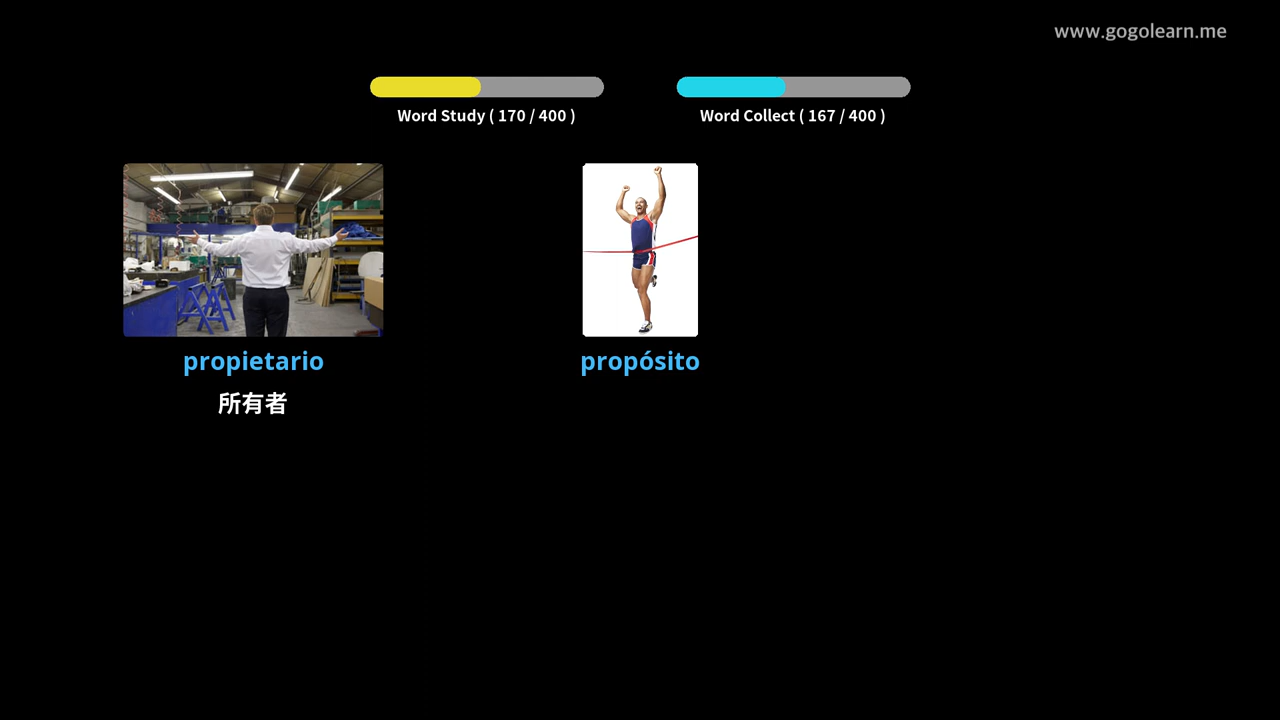 www.gogolearn.me
Word Study ( 170 / 400 )
Word Collect ( 167 / 400 )
propietario
propósito
所有者